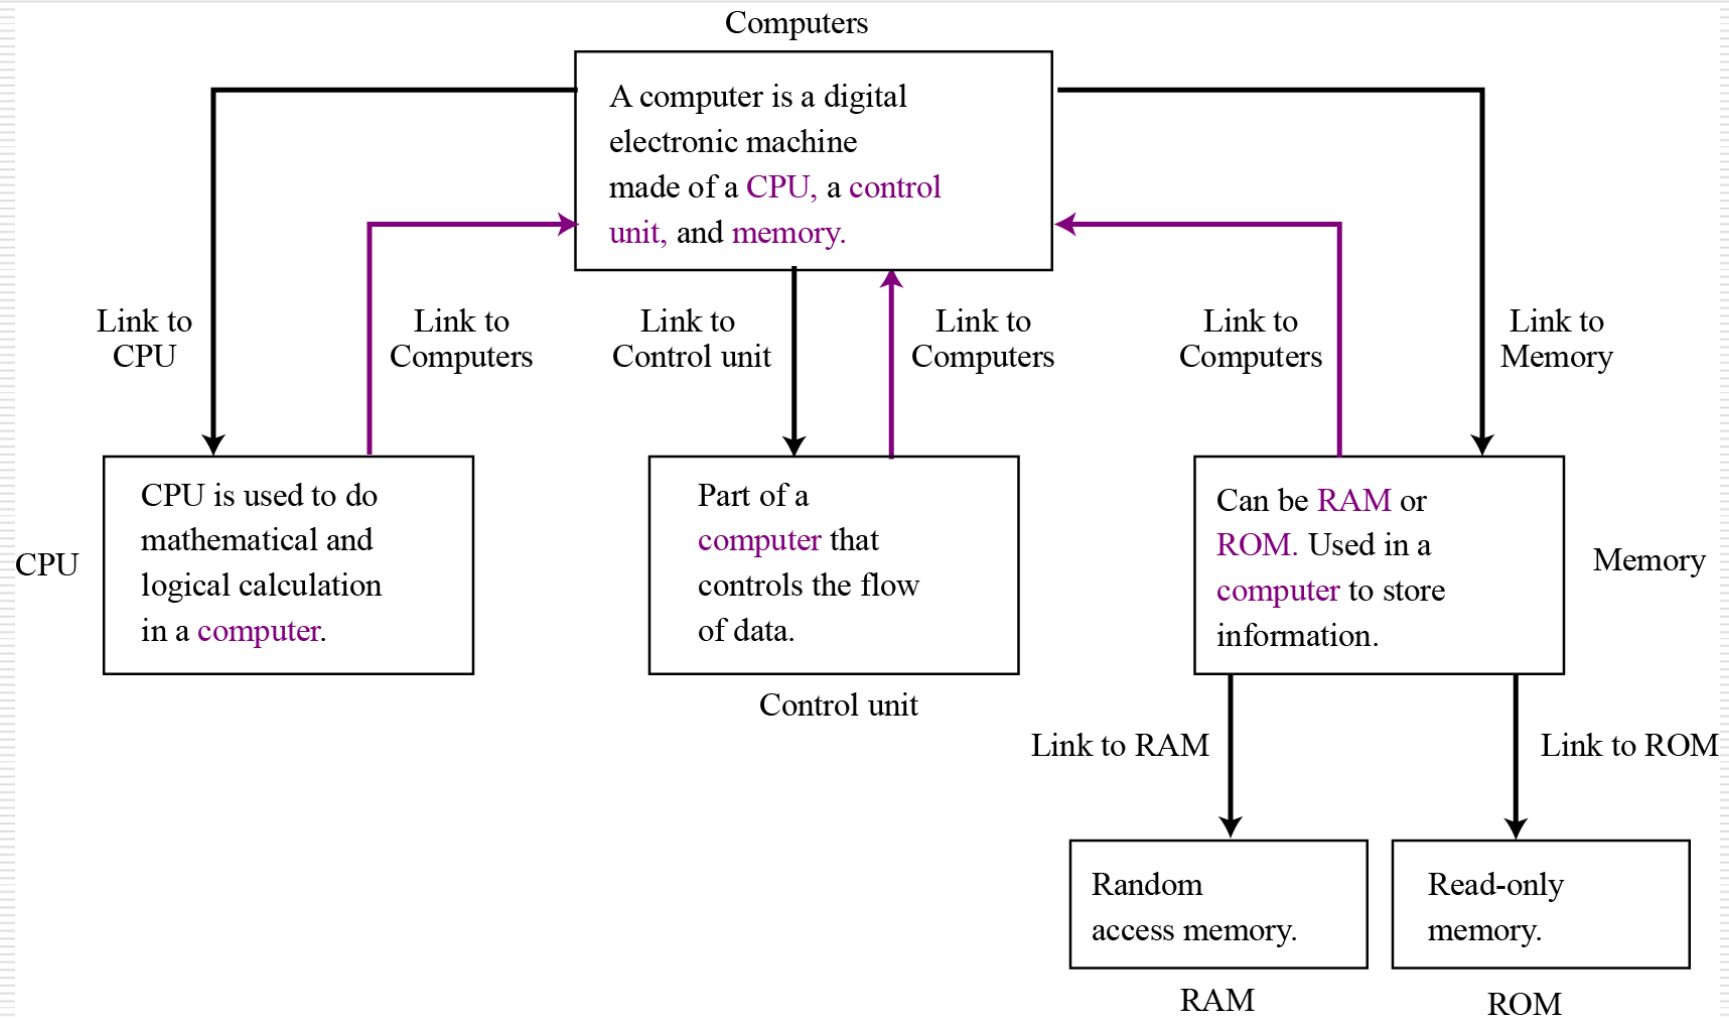 Computers
A computer is a digital
electronic machine
made of a CPU, a control
unit, and memory.
Link to
CPU
Link to
Computers
Link to
Control unit
Link to
Computers
Link to
Computers
Link to
Memory
CPU
CPU is used to do
mathematical and
logical calculation
in a computer.
Part of a
computer that
controls the flow
of data.
Control unit
Can be RAM or
ROM. Used in a
computer to store
information.
Memory
Link to RAM
Link to ROM
Random
access memory.
RAM
Read-only
memory.
ROM